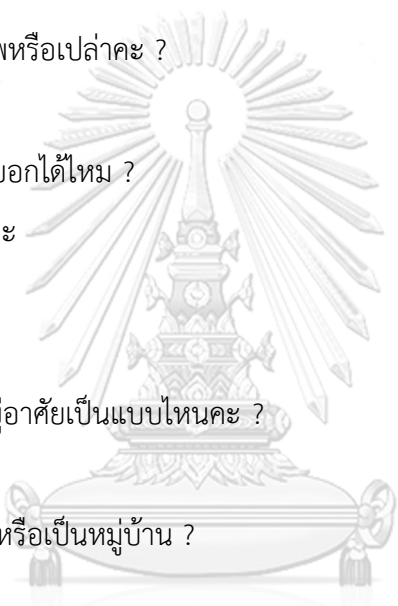 พหรือเปล่าคะ ?
บอกได้ไหม ?
ะ
ู่อาศัยเป็นแบบไหนคะ ?
หรือเป็นหมู่บ้าน ?